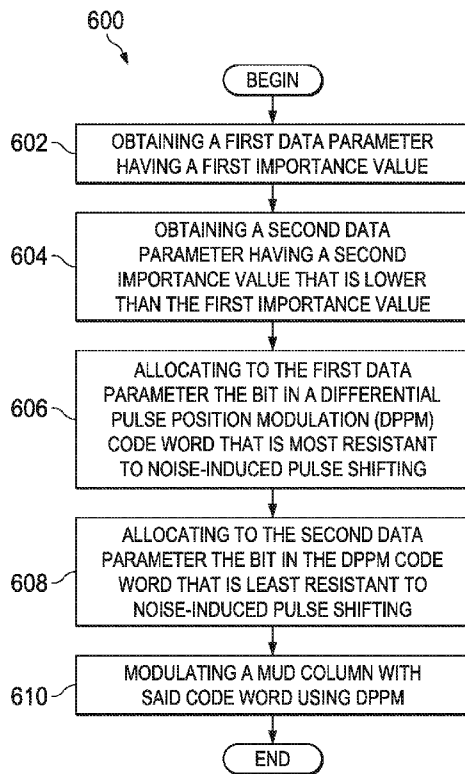 600
BEGIN
602
OBTAINING A FIRST DATA PARAMETER
HAVING A FIRST IMPORTANCE VALUE
604
OBTAINING A SECOND DATA
PARAMETER HAVING A SECOND
IMPORTANCE VALUE THAT IS LOWER
THAN THE FIRST IMPORTANCE VALUE
606
ALLOCATING TO THE FIRST DATA
PARAMETER THE BIT IN A DIFFERENTIAL
PULSE POSITION MODULATION (DPPM)
CODE WORD THAT IS MOST RESISTANT
TO NOISE-INDUCED PULSE SHIFTING
608
ALLOCATING TO THE SECOND DATA
PARAMETER THE BIT IN THE DPPM CODE
WORD THAT IS LEAST RESISTANT TO
NOISE-INDUCED PULSE SHIFTING
610
MODULATING A MUD COLUMN WITH
SAID CODE WORD USING DPPM
END